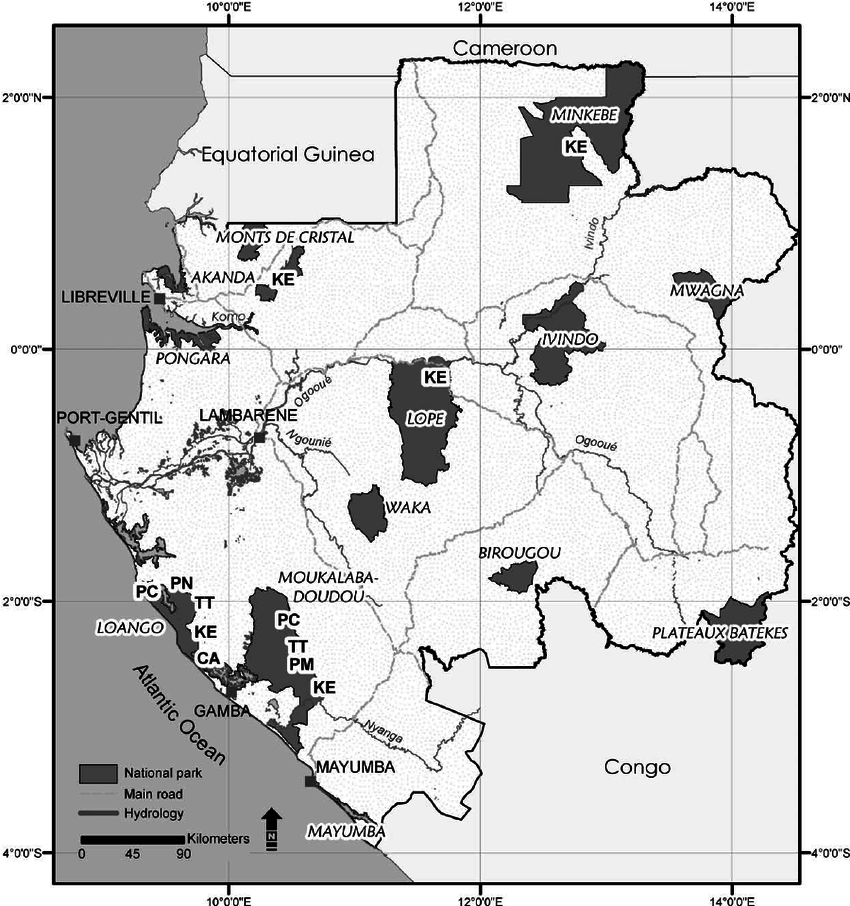 10°0'0"E 12°0'0"E 14°0'0"E
Cameroon
2°0'0"N 2°0'0"N
MINKEBE
KE
Equatorial Guinea
Ivindo
MONTS DE CRISTAL
AKANDA KE
MWAGNA
LIBREVILLE
Komo
IVINDO
0°0'0" 0°0'0"
PONGARA
KE
Ogooué
PORT-GENTIL LAMBARENE LOPE
Ngounié Ogooué
WAKA
BIROUGOU
MOUKALABA-
DOUDOU
PC PN
TT
2°0'0"S 2°0'0"S
PC
LOANGO KE
PLATEAUX BATEKES
TT
CA PM
KE
Atlantic Ocean
GAMBA
Nyanga
MAYUMBA
Congo
National park
Main road
Hydrology
Kilometers
0 45 90
N
MAYUMBA
4°0'0"S 4°0'0"S
10°0'0"E 12°0'0"E 14°0'0"E